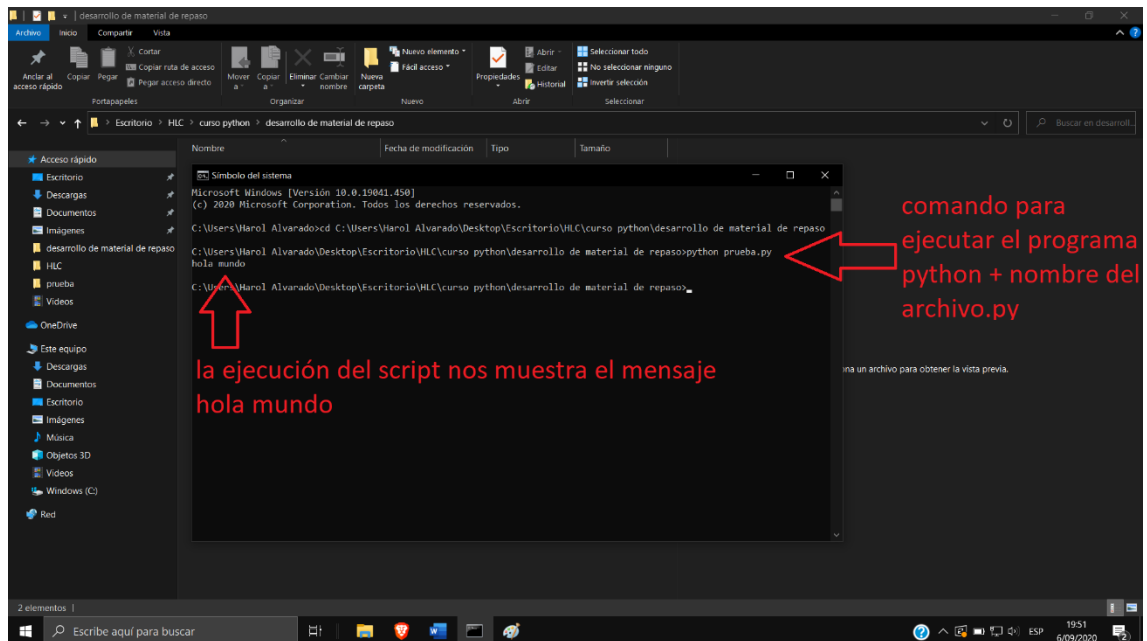 desarrollo de material de repaso
Archivo Inicio Compartir Vista
Anclar al acceso rápido
Copiar
Pegar
Cortar
Copiar ruta de acceso
Pegar acceso directo
Mover a
Copiar a
Eliminar
Cambiar nombre
Nueva carpeta
Nuevo elemento
Fácil acceso
Propiedades
Abrir
Editar
Historial
Seleccionar todo
No seleccionar ninguno
Invertir selección
Portapapeles Organizar Nuevo Abrir Seleccionar
Escritorio > HLC > curso python > desarrollo de material de repaso
Buscar en desarroll...
Nombre Fecha de modificación Tipo Tamaño
Acceso rápido
Escritorio
Descargas
Documentos
Imágenes
desarrollo de material de repaso
HLC
prueba
Videos
OneDrive
Este equipo
Descargas
Documentos
Escritorio
Imágenes
Música
Objetos 3D
Videos
Windows (C:)
Red
Símbolo del sistema
Microsoft Windows [Versión 10.0.19041.450]
(c) 2020 Microsoft Corporation. Todos los derechos reservados.
C:\Users\Harol Alvarado>cd C:\Users\Harol Alvarado\Desktop\Escritorio\HLC\curso python\desarrollo de material de repaso
C:\Users\Harol Alvarado\Desktop\Escritorio\HLC\curso python\desarrollo de material de repaso>python prueba.py
hola mundo
C:\Users\Harol Alvarado\Desktop\Escritorio\HLC\curso python\desarrollo de material de repaso>
comando para
ejecutar el programa
python + nombre del
archivo.py
la ejecución del script nos muestra el mensaje
hola mundo
un archivo para obtener la vista previa.
2 elementos
Escribe aquí para buscar
ESP
19:51
6/09/2020
2